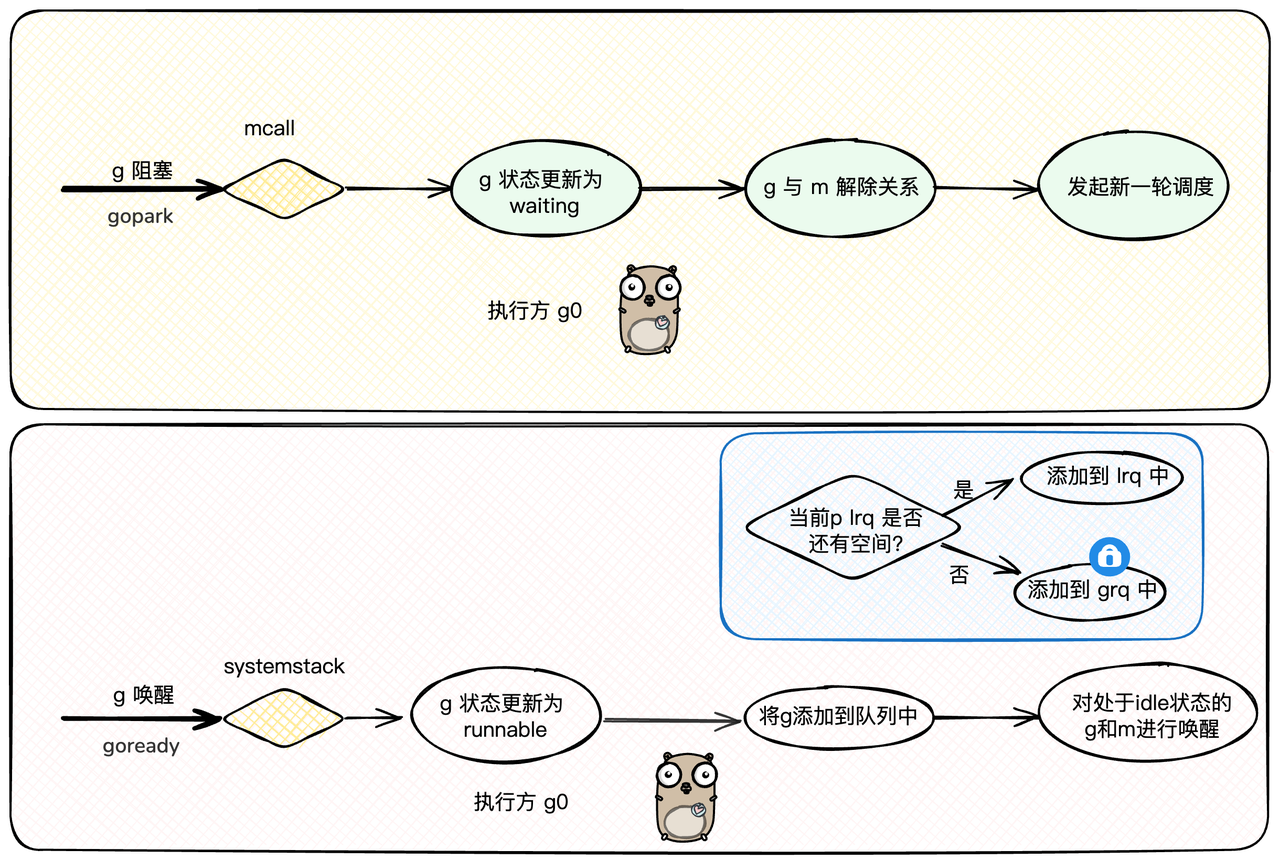 mcall
g 阻塞
gopark
g 状态更新为
waiting
g 与 m 解除关系
发起新一轮调度
执行方 g0
当前p lrq 是否
还有空间?
是
添加到 lrq 中
否
添加到 grq 中
systemstack
g 唤醒
goready
g 状态更新为
runnable
将g添加到队列中
对处于idle状态的
g和m进行唤醒
执行方 g0